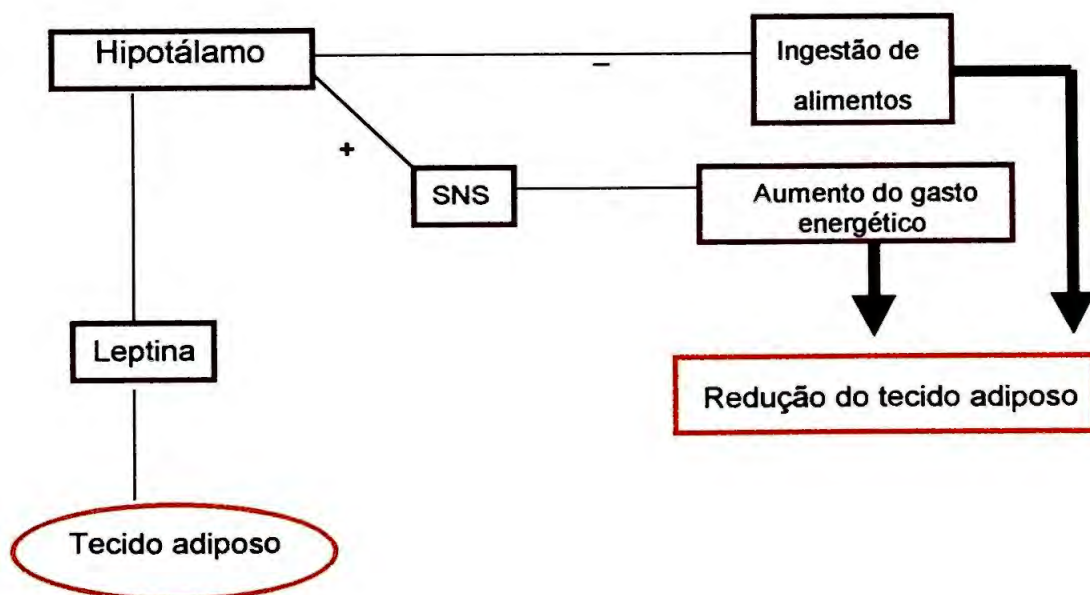 Hipotálamo
Ingestão de
alimentos
–
+
SNS
Aumento do gasto
energético
Leptina
Redução do tecido adiposo
Tecido adiposo